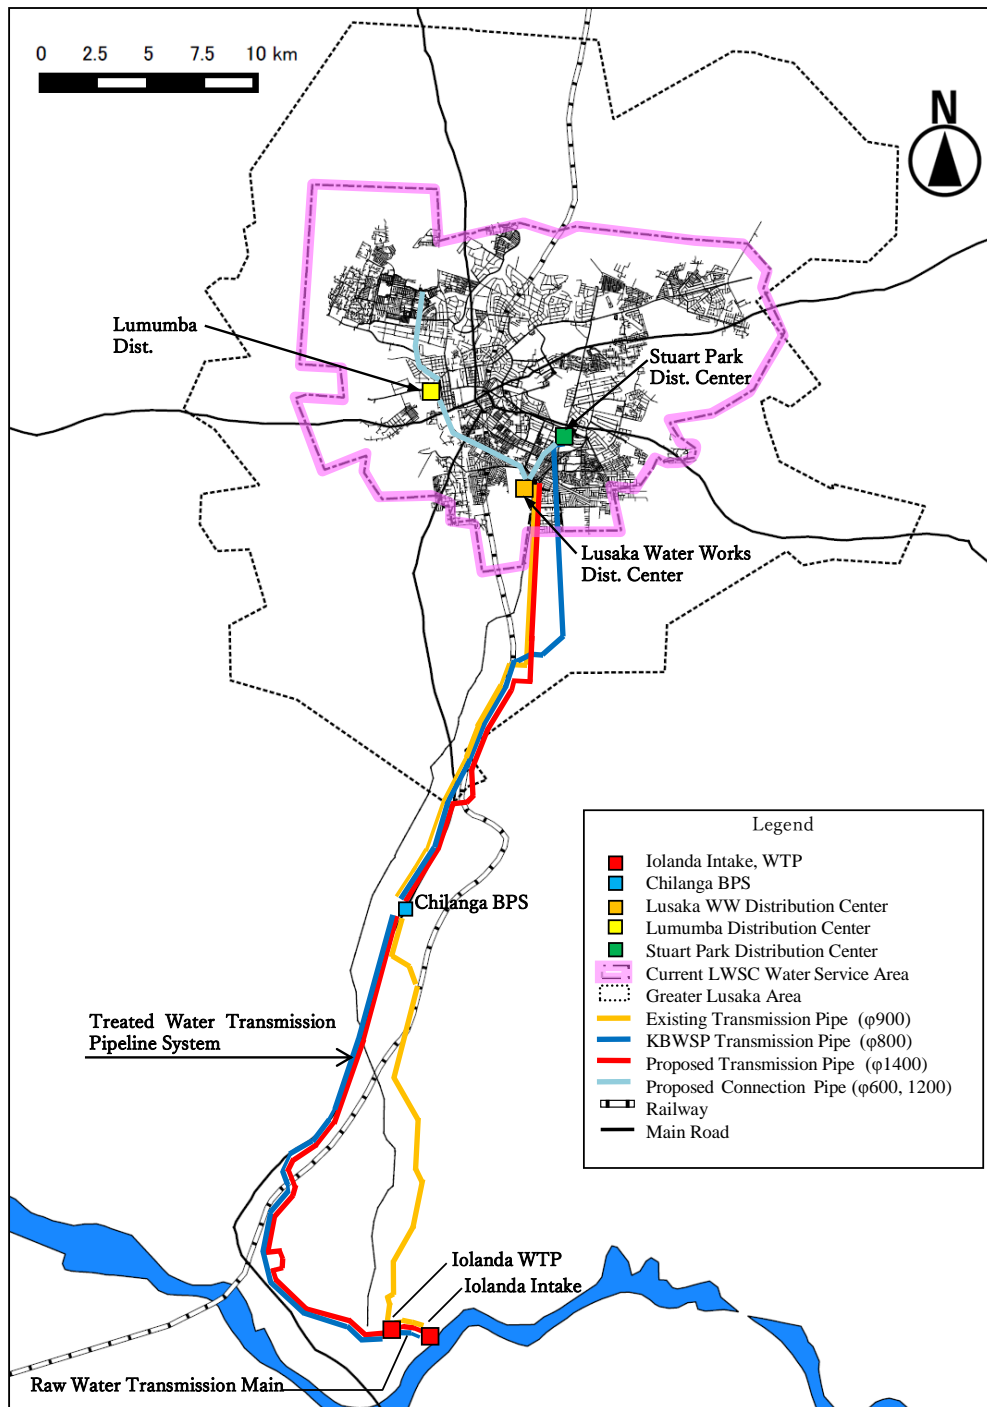 0 2.5 5 7.5 10 km
N
Lumumba
Dist.
Stuart Park
Dist. Center
Lusaka Water Works
Dist. Center
Chilanga BPS
Treated Water Transmission
Pipeline System
Iolanda WTP
Iolanda Intake
Raw Water Transmission Main
Legend
Iolanda Intake, WTP
Chilanga BPS
Lusaka WW Distribution Center
Lumumba Distribution Center
Stuart Park Distribution Center
Current LWSC Water Service Area
Greater Lusaka Area
Existing Transmission Pipe (φ900)
KBWSP Transmission Pipe (φ800)
Proposed Transmission Pipe (φ1400)
Proposed Connection Pipe (φ600, 1200)
Railway
Main Road